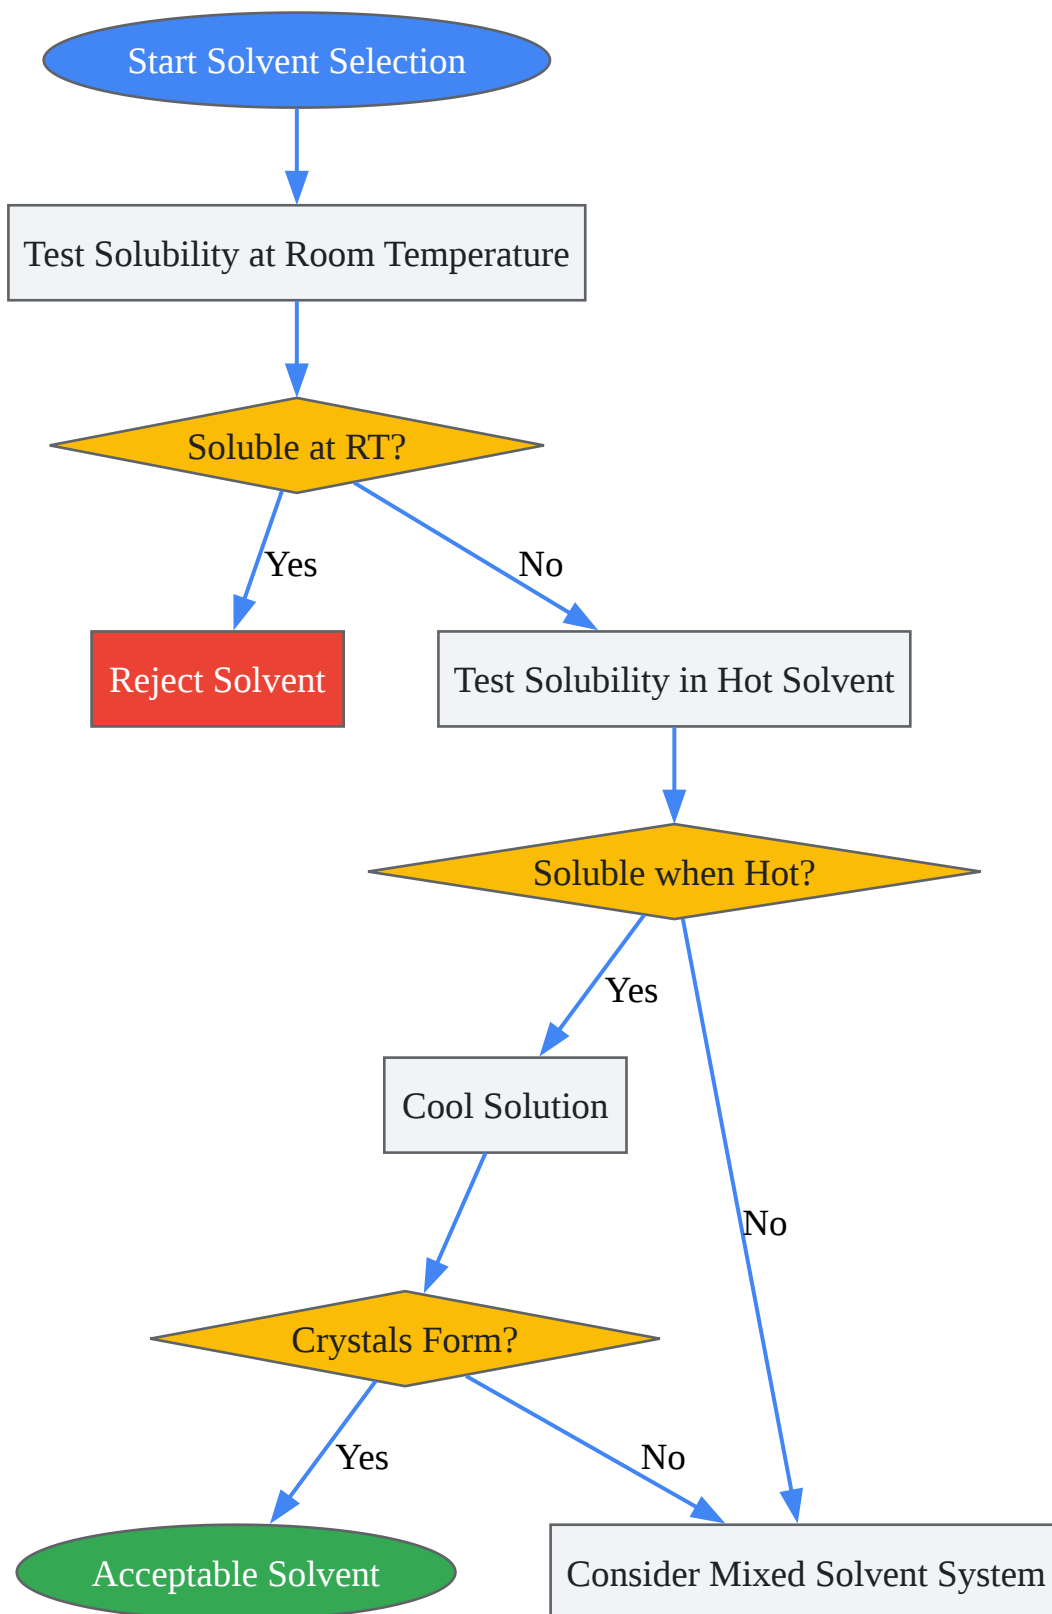 Start Solvent Selection
Test Solubility at Room Temperature
Soluble at RT?
Yes
No
Reject Solvent
Test Solubility in Hot Solvent
Soluble when Hot?
Yes
Cool Solution
No
Crystals Form?
Yes
No
Acceptable Solvent
Consider Mixed Solvent System